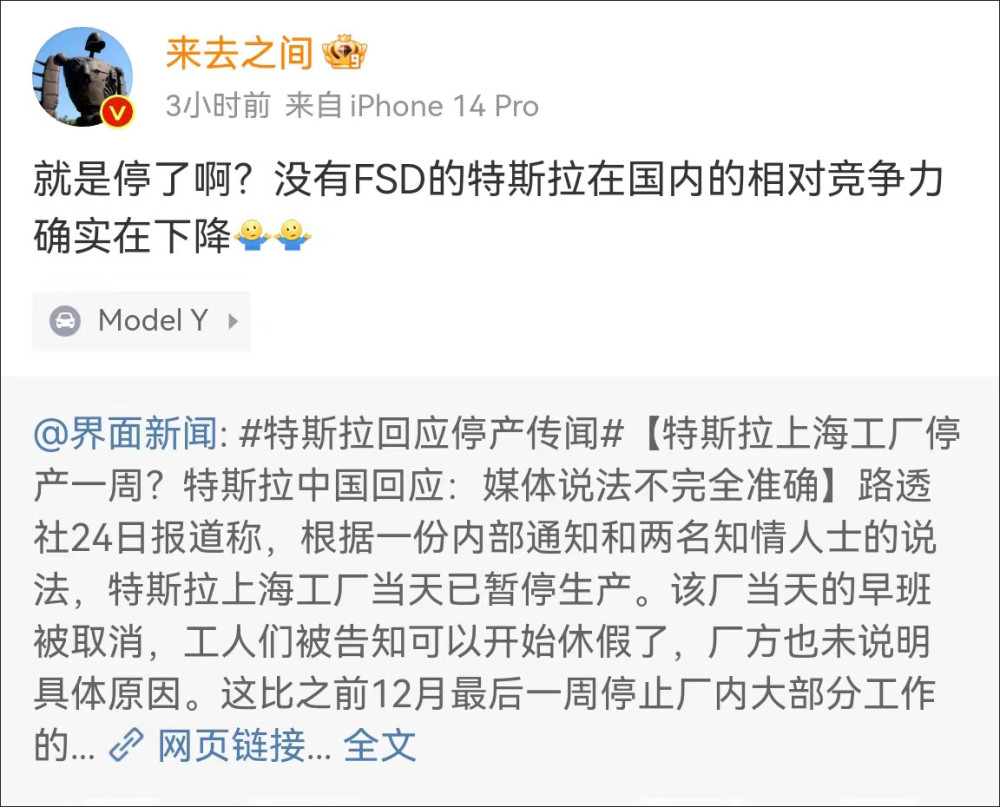 来去之间
3小时前 来自iPhone 14 Pro
就是停了啊？没有FSD的特斯拉在国内的相对竞争力
确实在下降
Model Y
@界面新闻: #特斯拉回应停产传闻#【特斯拉上海工厂停
产一周？特斯拉中国回应：媒体说法不完全准确】路透
社24日报道称，根据一份内部通知和两名知情人士的说
法，特斯拉上海工厂当天已暂停生产。该厂当天的早班
被取消，工人们被告知可以开始休假了，厂方也未说明
具体原因。这比之前12月最后一周停止厂内大部分工作
的... 网页链接... 全文